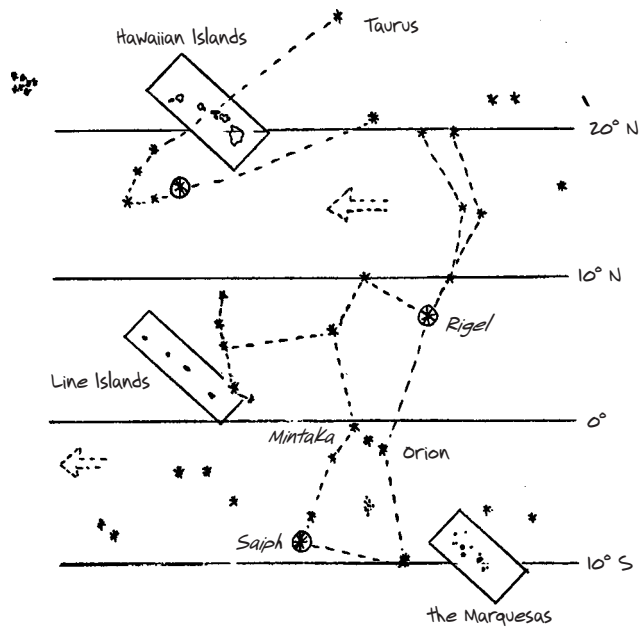 Taurus
Hawaiian Islands
20° N
10° N
Rigel
Line Islands
0°
Mintaka
Orion
Saiph
10° S
the Marquesas